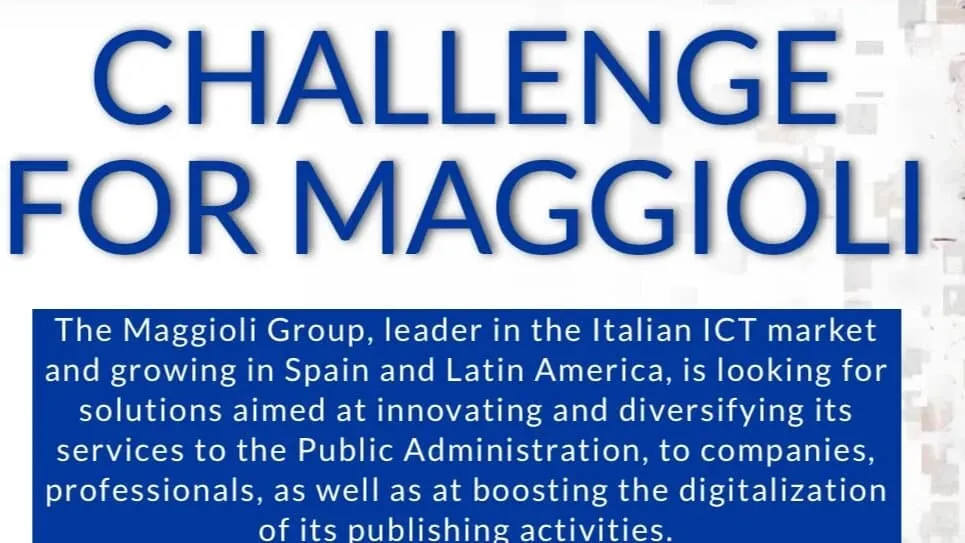 CHALLENGE
FOR MAGGIOLI
The Maggioli Group, leader in the Italian ICT market
and growing in Spain and Latin America, is looking for
solutions aimed at innovating and diversifying its
services to the Public Administration, to companies,
professionals, as well as at boosting the digitalization
of its publishing activities.